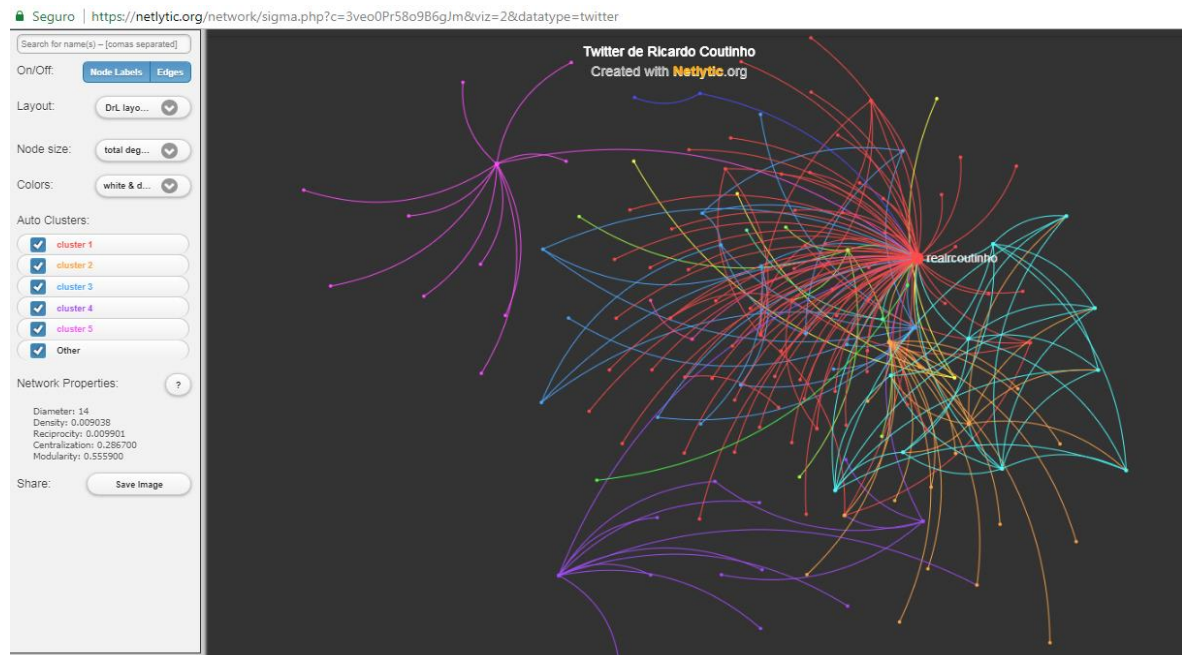 Seguro | https://netlytic.org/network/sigma.php?c=3veo0Pr58o9B6gJm&viz=2&datatype=twitter
Search for name(s) – [comas separated]
On/Off: Node Labels Edges
Layout: DrL layo...
Node size: total deg...
Colors: white & d...
Auto Clusters:
cluster 1
cluster 2
cluster 3
cluster 4
cluster 5
Other
Network Properties: ?
Diameter: 14
Density: 0.009038
Reciprocity: 0.009901
Centralization: 0.286700
Modularity: 0.555900
Share: Save Image
Twitter de Ricardo Coutinho
Created with Netlytic.org
realrcoutinho